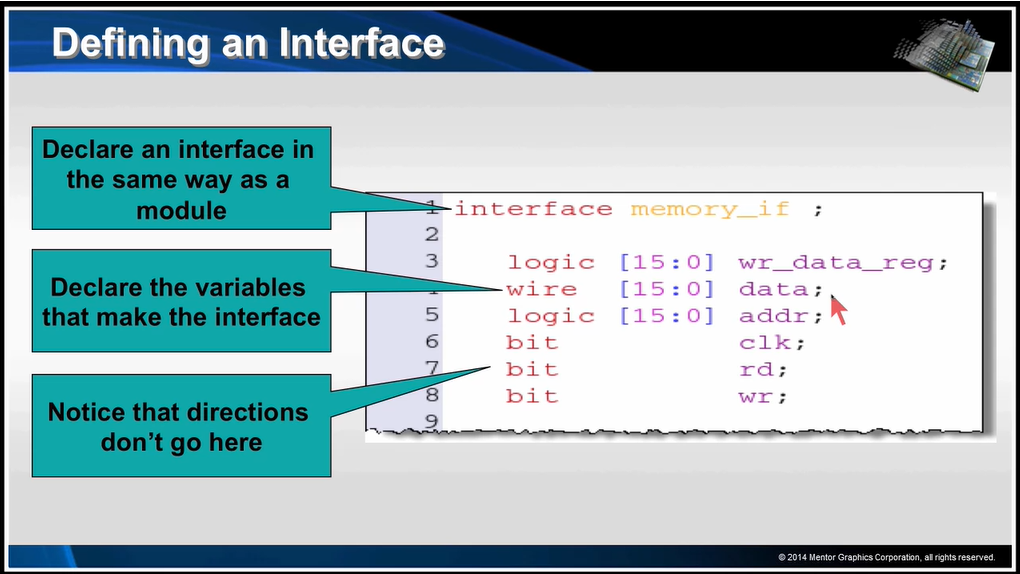 Defining an Interface
Declare an interface in
the same way as a
module
Declare the variables
that make the interface
Notice that directions
don't go here
1 interface memory_if ;
2
3 logic [15:0] wr_data_reg;
wire [15:0] data;
5 logic [15:0] addr;
6 bit clk;
7 bit rd;
8 bit wr;
9
© 2014 Mentor Graphics Corporation, all rights reserved.